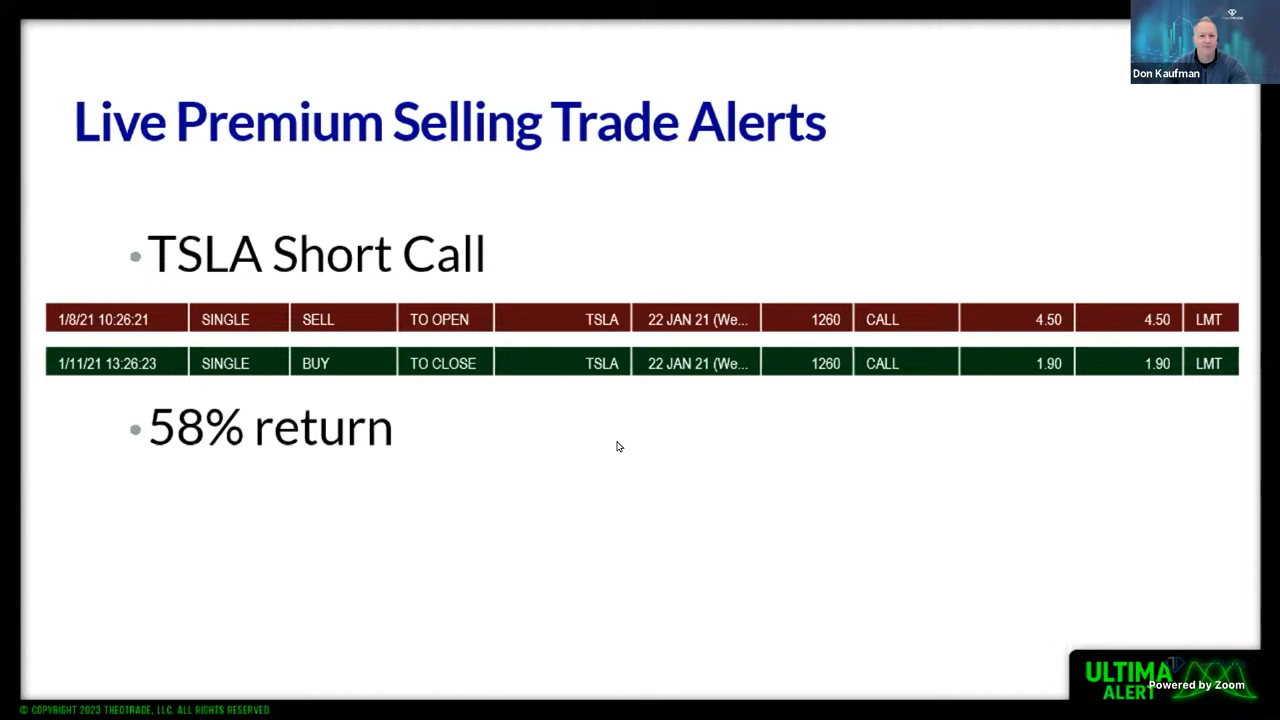 Don Kaufman
Live Premium Selling Trade Alerts
• TSLA Short Call
1/8/21 10:26:21 SINGLE SELL TO OPEN TSLA 22 JAN 21 (We... 1260 CALL 4.50 4.50 LMT
1/11/21 13:26:23 SINGLE BUY TO CLOSE TSLA 22 JAN 21 (We... 1260 CALL 1.90 1.90 LMT
• 58% return
ULTIMA
ALERT
Powered by Zoom
© COPYRIGHT 2023 THEOTRADE, LLC. ALL RIGHTS RESERVED